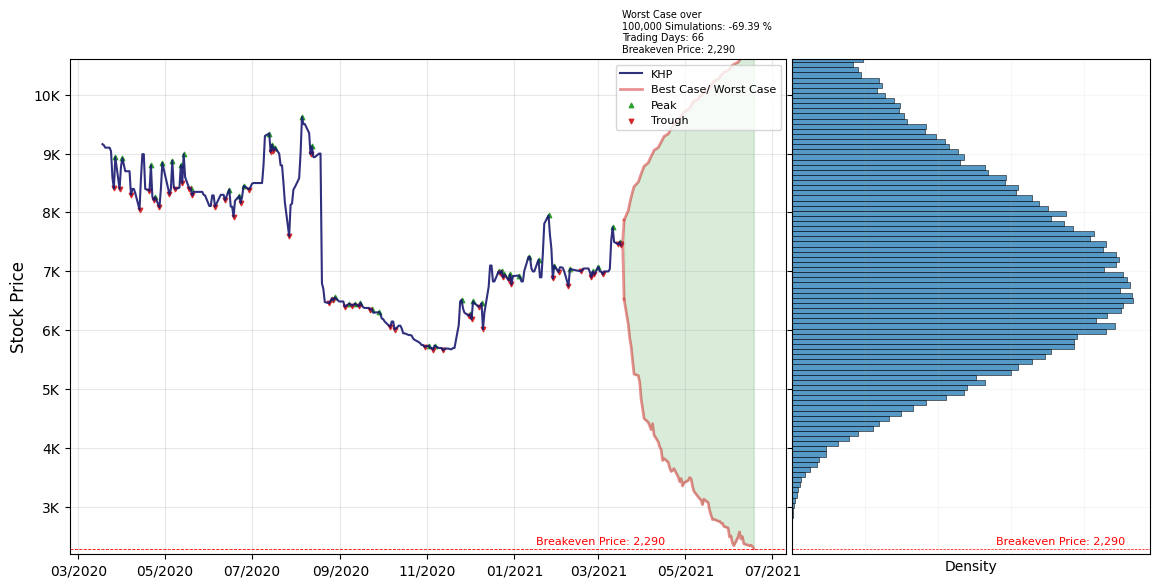 Worst Case over
100,000 Simulations: -69.39 %
Trading Days: 66
Breakeven Price: 2,290
KHP
Best Case/ Worst Case
Peak
Trough
10K
9K
8K
7K
6K
5K
4K
3K
Stock Price
Breakeven Price: 2,290
Breakeven Price: 2,290
03/2020
05/2020
07/2020
09/2020
11/2020
01/2021
03/2021
05/2021
07/2021
Density